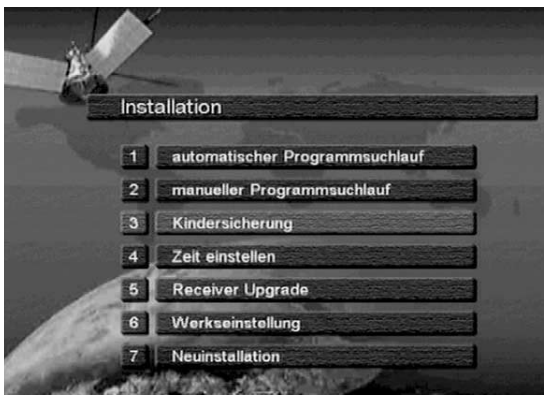 Installation
1 automatischer Programmsuchlauf
2 manueller Programmsuchlauf
3 Kindersicherung
4 Zeit einstellen
5 Receiver Upgrade
6 Werkseinstellung
7 Neuinstallation